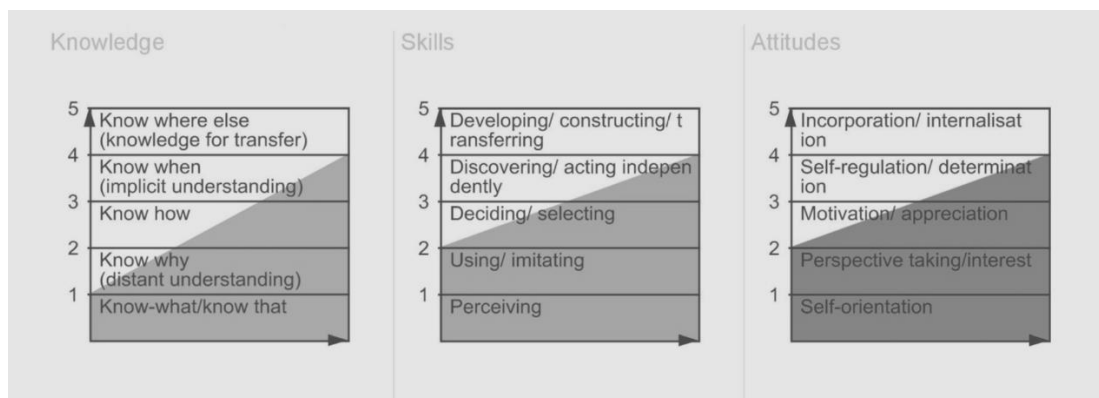 Knowledge
5
Know where else
(knowledge for transfer)
4
Know when
(implicit understanding)
3
Know how
2
Know why
(distant understanding)
1
Know-what/know that
Skills
5
Developing/ constructing/ t
ransferring
4
Discovering/ acting indepen
dently
3
Deciding/ selecting
2
Using/ imitating
1
Perceiving
Attitudes
5
Incorporation/ internalisat
ion
4
Self-regulation/ determinat
ion
3
Motivation/ appreciation
2
Perspective taking/interest
1
Self-orientation